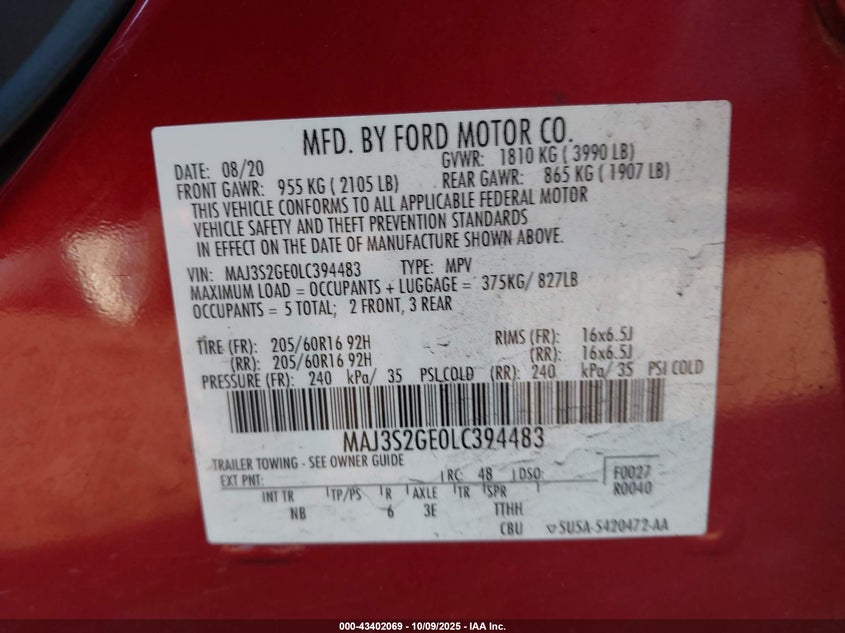 MFD. BY FORD MOTOR CO.
DATE: 08/20 GVWR: 1810 KG ( 3990 LB)
FRONT GAWR: 955 KG ( 2105 LB) REAR GAWR: 865 KG ( 1907 LB)
THIS VEHICLE CONFORMS TO ALL APPLICABLE FEDERAL MOTOR
VEHICLE SAFETY AND THEFT PREVENTION STANDARDS
IN EFFECT ON THE DATE OF MANUFACTURE SHOWN ABOVE.
VIN: MAJ3S2GE0LC394483 TYPE: MPV
MAXIMUM LOAD = OCCUPANTS + LUGGAGE = 375KG/ 827LB
OCCUPANTS = 5 TOTAL; 2 FRONT, 3 REAR
TIRE (FR): 205/60R16 92H RIMS (FR): 16x6.5J
(RR): 205/60R16 92H (RR): 16x6.5J
PRESSURE (FR): 240 kPa/ 35 PSI.COLD (RR): 240 kPa/ 35 PSI COLD
MAJ3S2GE0LC394483
TRAILER TOWING - SEE OWNER GUIDE
EXT PNT: RC: 48 DSO: F0027
R0040
INT TR TP/PS R AXLE TR SPR
NB 6 3E TTHH
CBU 5U5A-5420472-AA
000-43402069 - 10/09/2025 - IAA Inc.